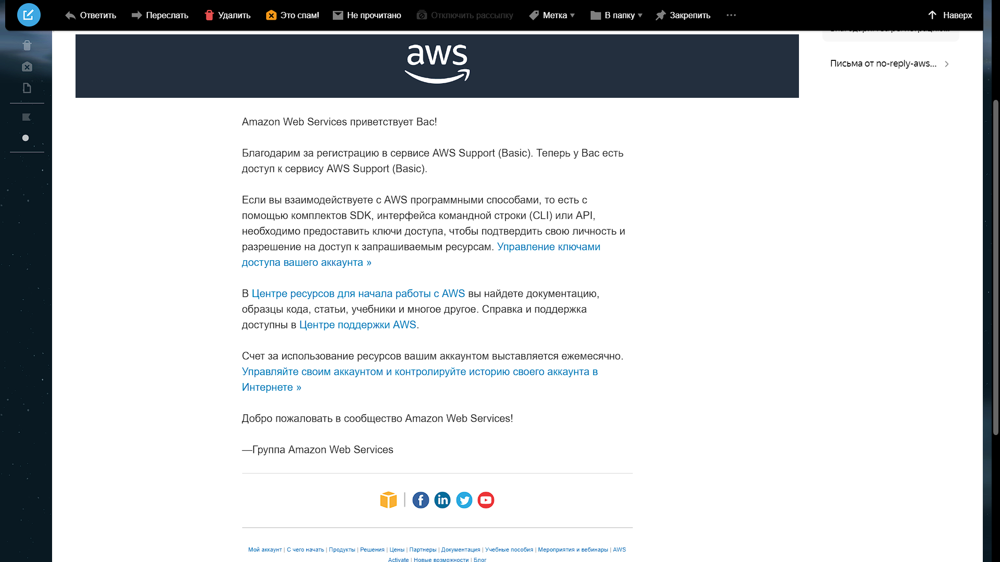 Ответить Переслать Удалить Это спам! Не прочитано Отключить рассылку Метка В папку Закрепить Наверх
aws
Письма от no-reply-aws...
Amazon Web Services приветствует Вас!
Благодарим за регистрацию в сервисе AWS Support (Basic). Теперь у Вас есть
доступ к сервису AWS Support (Basic).
Если вы взаимодействуете с AWS программными способами, то есть с
помощью комплектов SDK, интерфейса командной строки (CLI) или API,
необходимо предоставить ключи доступа, чтобы подтвердить свою личность и
разрешение на доступ к запрашиваемым ресурсам. Управление ключами
доступа вашего аккаунта »
В Центре ресурсов для начала работы с AWS вы найдете документацию,
образцы кода, статьи, учебники и многое другое. Справка и поддержка
доступны в Центре поддержки AWS.
Счет за использование ресурсов вашим аккаунтом выставляется ежемесячно.
Управляйте своим аккаунтом и контролируйте историю своего аккаунта в
Интернете »
Добро пожаловать в сообщество Amazon Web Services!
—Группа Amazon Web Services
Мой аккаунт | С чего начать | Продукты | Решения | Цены | Партнеры | Документация | Учебные пособия | Мероприятия и вебинары | AWS
Activate | Новые возможности | Блог